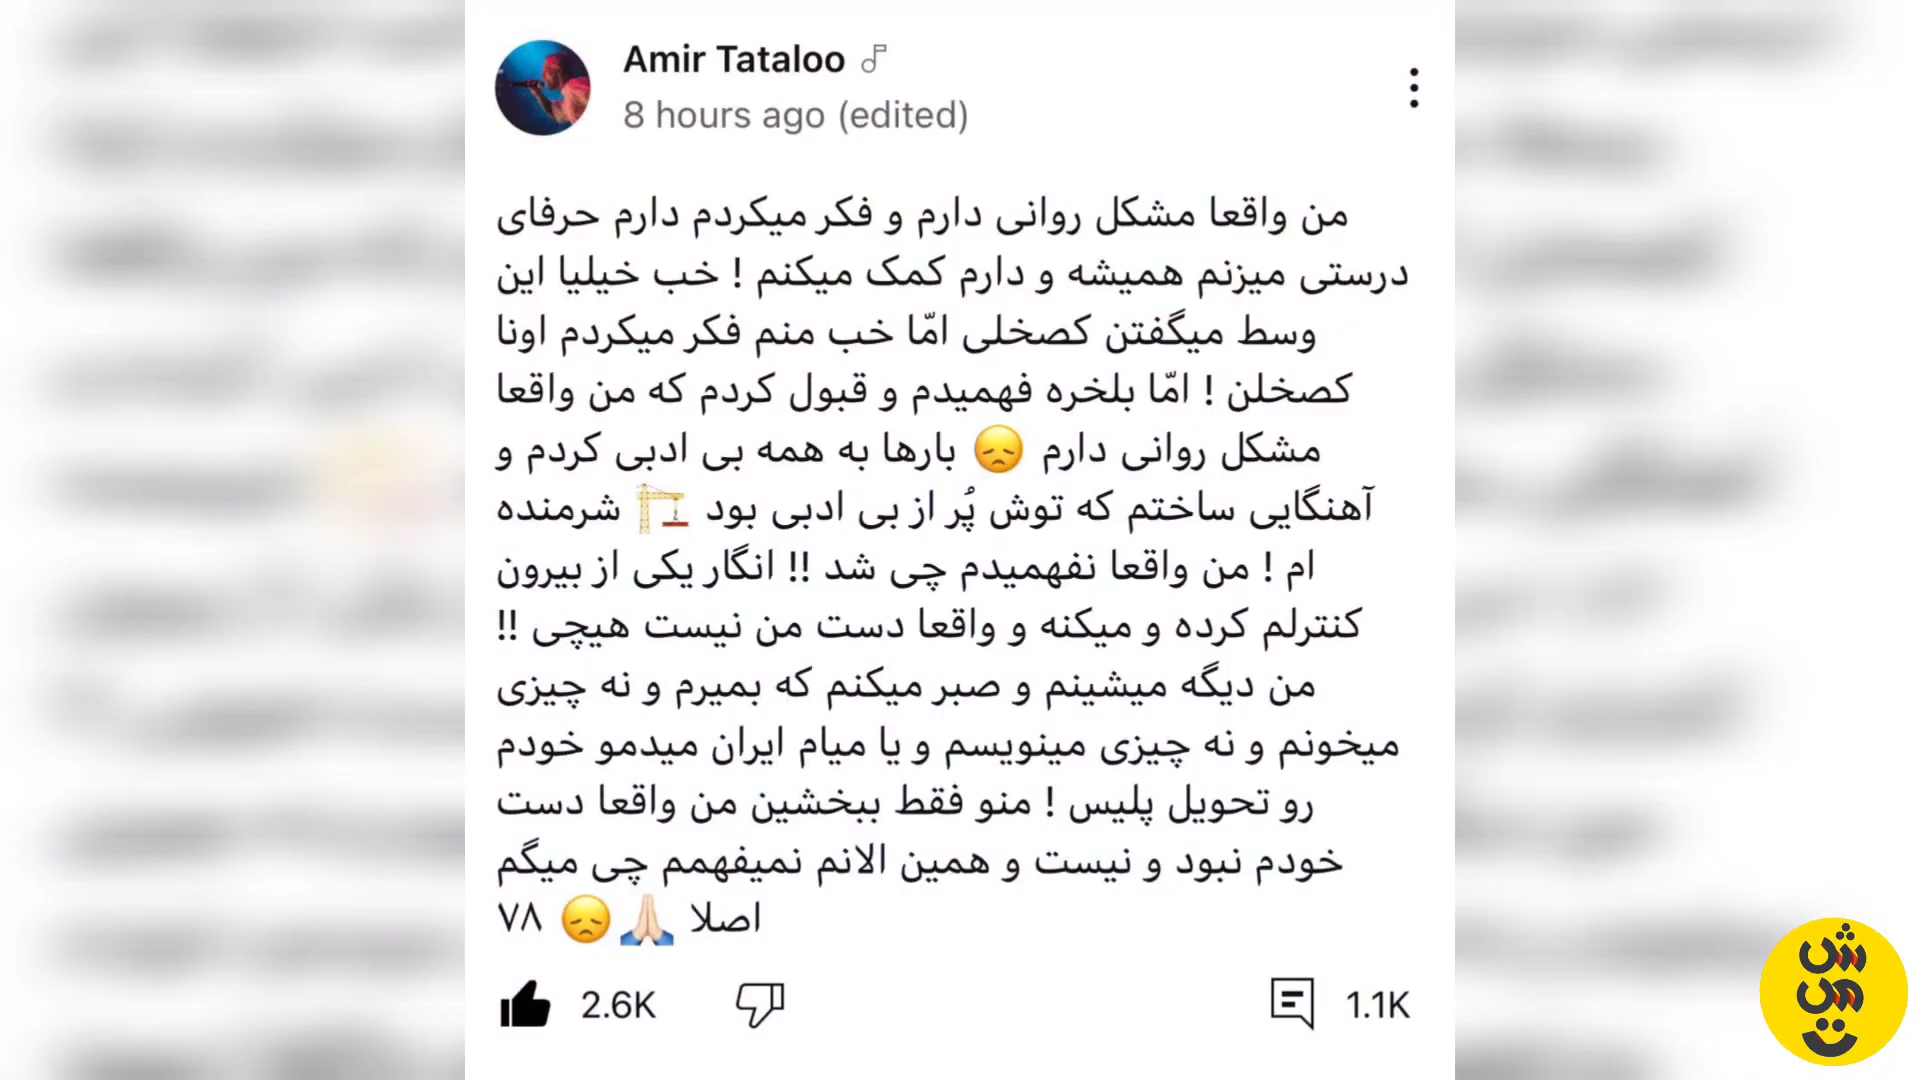 Amir Tataloo
8 hours ago (edited)
من واقعا مشکل روانی دارم و فکر میکردم دارم حرفای
درستی میزنم همیشه و دارم کمک میکنم ! خب خیلیا این
وسط میگفتن کصخلی امّا خب منم فکر میکردم اونا
کصخلن ! امّا بلخره فهمیدم و قبول کردم که من واقعا
مشکل روانی دارم 😞 بارها به همه بی ادبی کردم و
آهنگایی ساختم که توش پُر از بی ادبی بود 🏗 شرمنده
ام ! من واقعا نفهمیدم چی شد !! انگار یکی از بیرون
کنترلم کرده و میکنه و واقعا دست من نیست هیچی !!
من دیگه میشینم و صبر میکنم که بمیرم و نه چیزی
میخونم و نه چیزی مینویسم و یا میام ایران میدمو خودم
رو تحویل پلیس ! منو فقط ببخشین من واقعا دست
خودم نبود و نیست و همین الانم نمیفهمم چی میگم
اصلا 🙏🏻😞 ۷۸
2.6K
1.1K